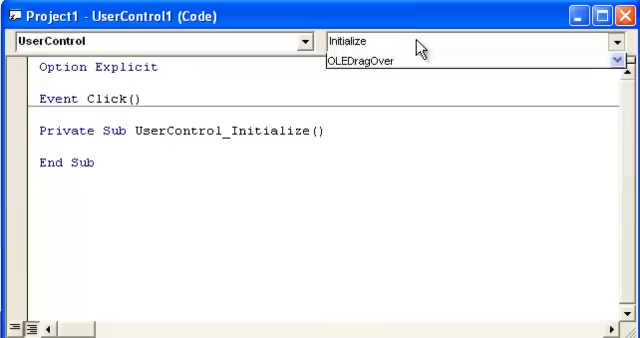 Project1 - UserControl1 (Code)
UserControl
Initialize
OLEDragOver
Option Explicit
Event Click()
Private Sub UserControl_Initialize()
End Sub